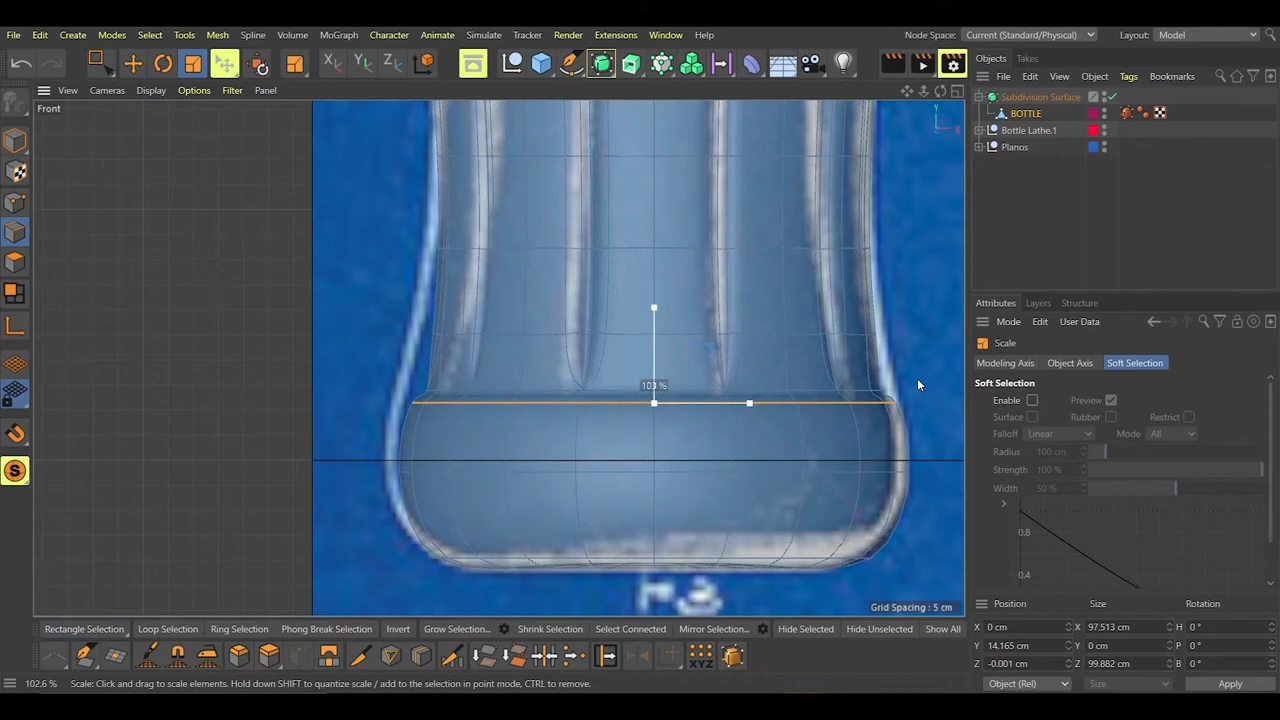 File Edit Create Modes Select Volume Mesh Spline MoGraph Character Animate Simulate Tracker Render Extensions Window Help
Node Space: Current (Standard/Physical) Layout: Model
Objects Takes
File Edit View Object Tags Bookmarks
View Cameras Display Options Filter Panel
Front
Subdivision Surface
BOTTLE
Bottle Lathe.1
Planos
103 %
Grid Spacing : 5 cm
Attributes Layers Structure
Mode Edit User Data
Scale
Modeling Axis Object Axis Soft Selection
Soft Selection
Enable Preview
Surface Rubber Restrict
Falloff Linear Mode All
Radius 100 cm
Strength 100 %
Width 50 %
0.8
0.4
Position Size Rotation
X 0 cm X 97.513 cm H 0 °
Y 14.165 cm Y 0 cm P 0 °
Z -0.001 cm Z 99.882 cm B 0 °
Object (Rel) Size Apply
Rectangle Selection Loop Selection Ring Selection Phong Break Selection Invert Grow Selection... Shrink Selection Select Connected Mirror Selection... Hide Selected Hide Unselected Show All
XYZ
102.6 % Scale: Click and drag to scale elements. Hold down SHIFT to quantize scale / add to the selection in point mode, CTRL to remove.